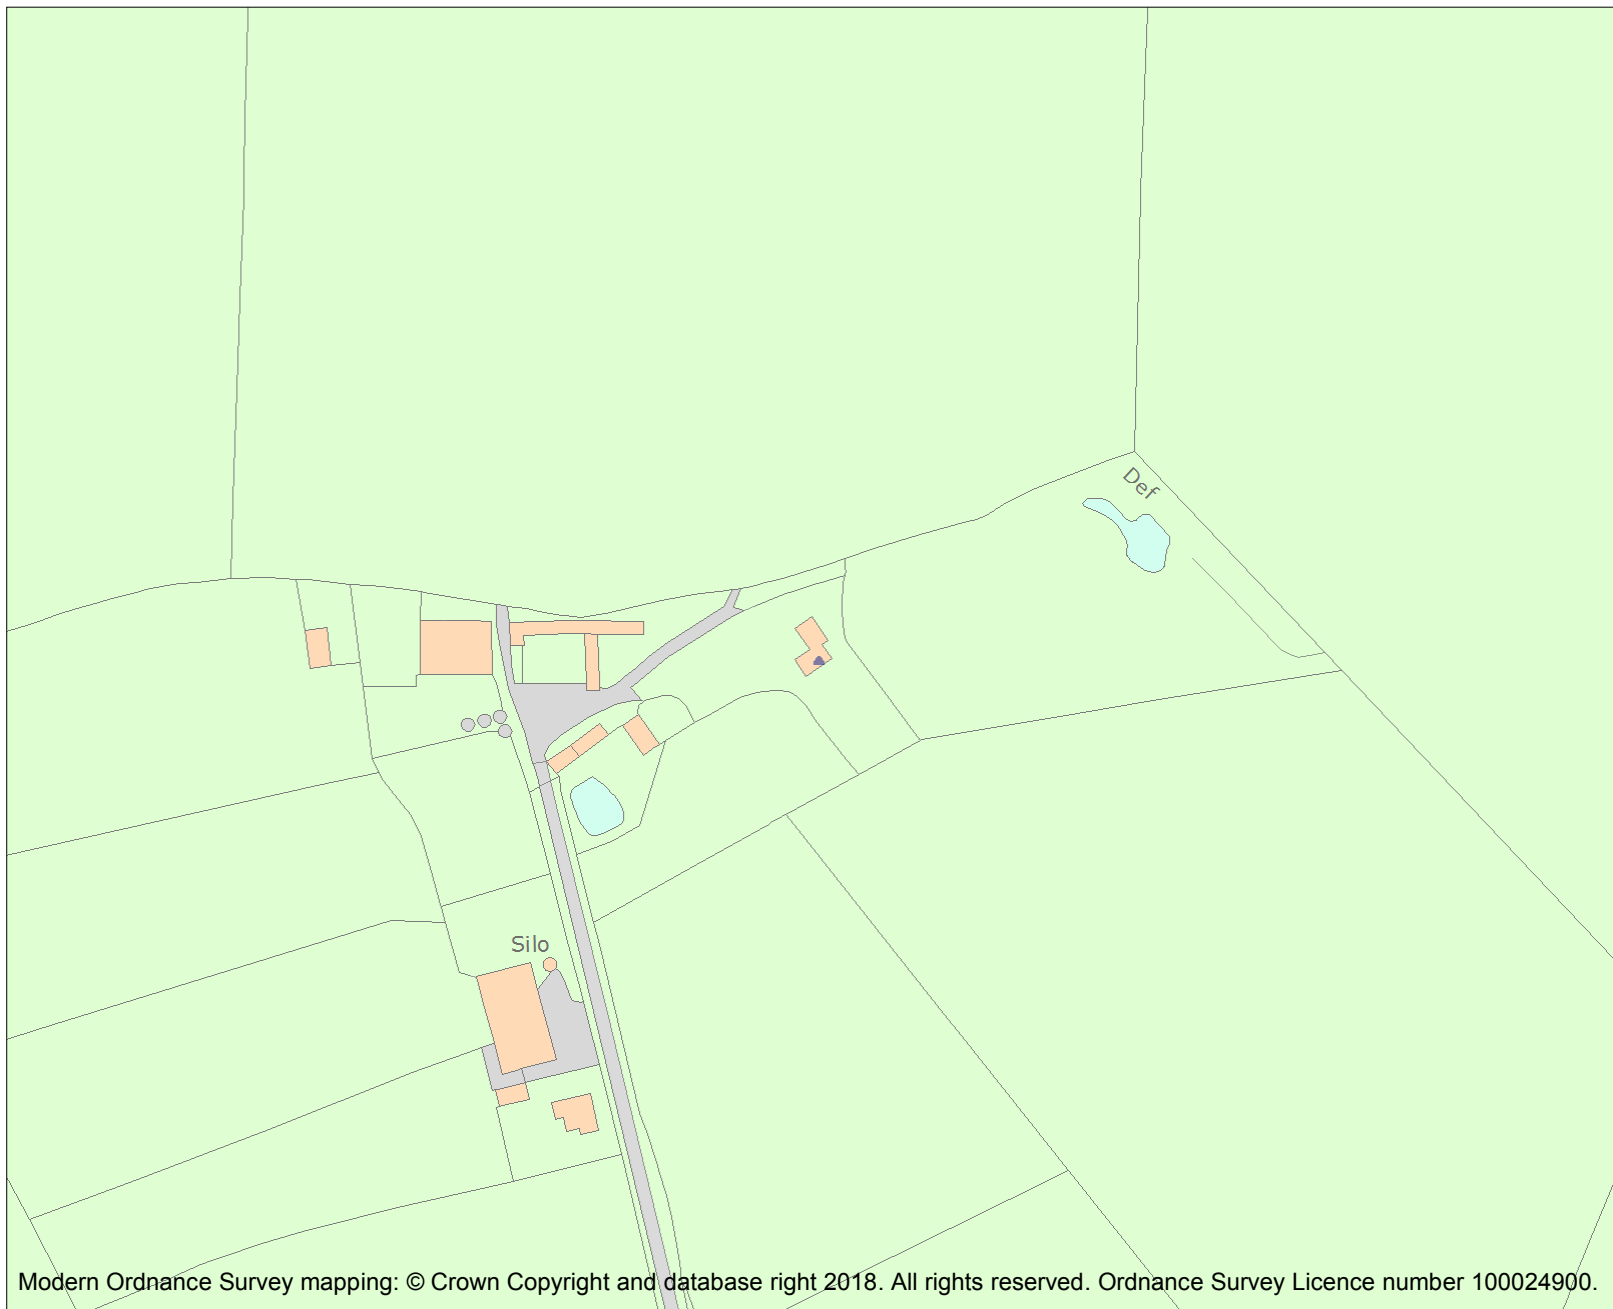 Def
Silo
Modern Ordnance Survey mapping: © Crown Copyright and database right 2018. All rights reserved. Ordnance Survey Licence number 100024900.